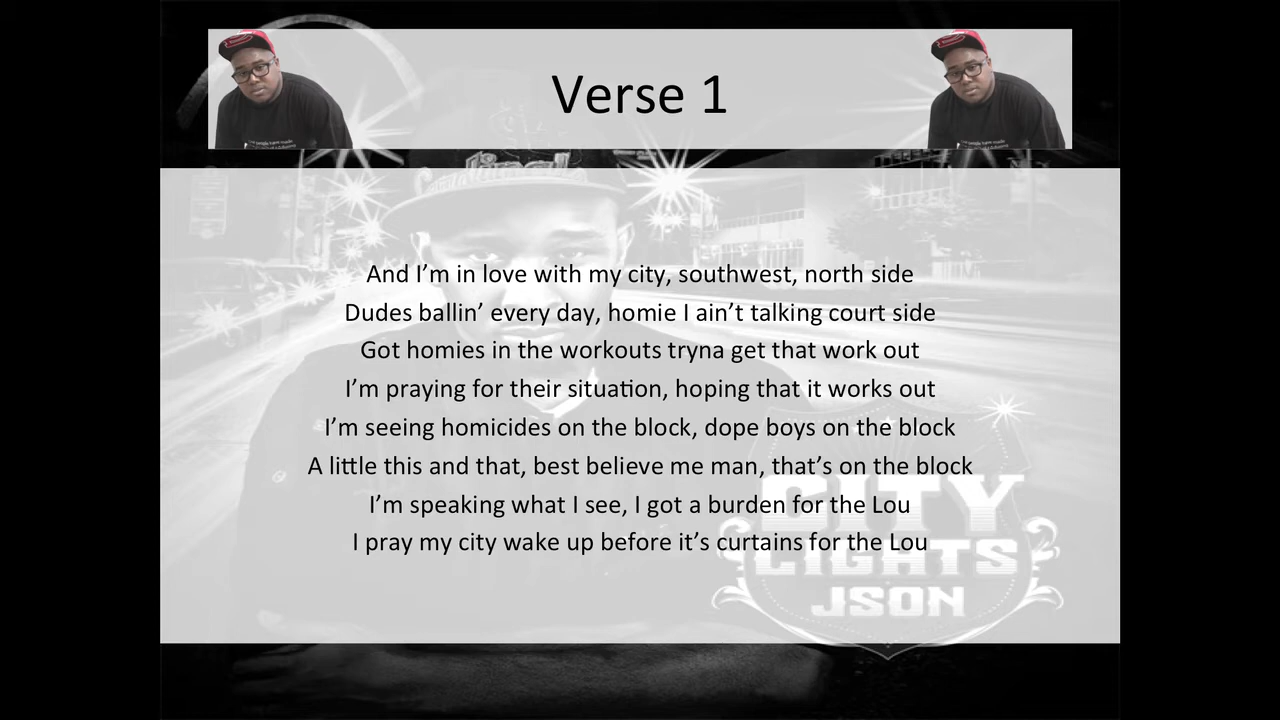 Verse 1
And I’m in love with my city, southwest, north side
Dudes ballin’ every day, homie I ain’t talking court side
Got homies in the workouts tryna get that work out
I’m praying for their situation, hoping that it works out
I’m seeing homicides on the block, dope boys on the block
A little this and that, best believe me man, that’s on the block
I’m speaking what I see, I got a burden for the Lou
I pray my city wake up before it’s curtains for the Lou
CITY
LIGHTS
JSON